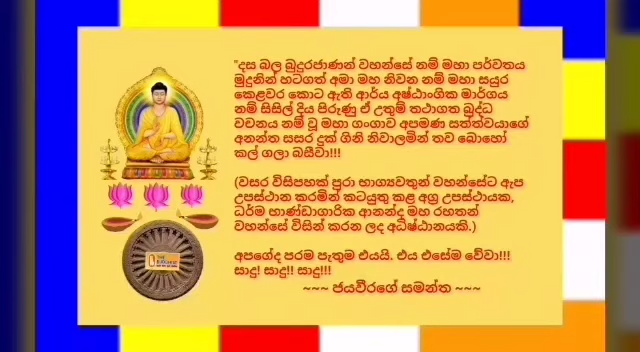 "දස බල බුදුරජාණන් වහන්සේ නම් මහා පර්වතය
මුදුනින් හටගත් අමා මහ නිවන නම් මහා සයුර
කෙළවර කොට ඇති ආර්ය අෂ්ඨාංගික මාර්ගය
නම් සිසිල් දිය පිරුණු ඒ උතුම් තථාගත බුද්ධ
වචනය නම් වූ මහා ගංගාව අපමණ සත්ත්වයාගේ
අනන්ත සසර දුක් ගිනි නිවාලමින් තව බොහෝ
කල් ගලා බසීවා!!!
(වසර විසිපහක් පුරා භාග්‍යවතුන් වහන්සේට ඇප
උපස්ථාන කරමින් කටයුතු කළ අග්‍ර උපස්ථායක,
ධර්ම භාණ්ඩාගාරික ආනන්ද මහ රහතන්
වහන්සේ විසින් කරන ලද අධිෂ්ඨානයකි.)
අපගේද පරම පැතුම එයයි. එය එසේම වේවා!!!
සාදු! සාදු!! සාදු!!!
~~~ ජයවීරගේ සමන්ත ~~~